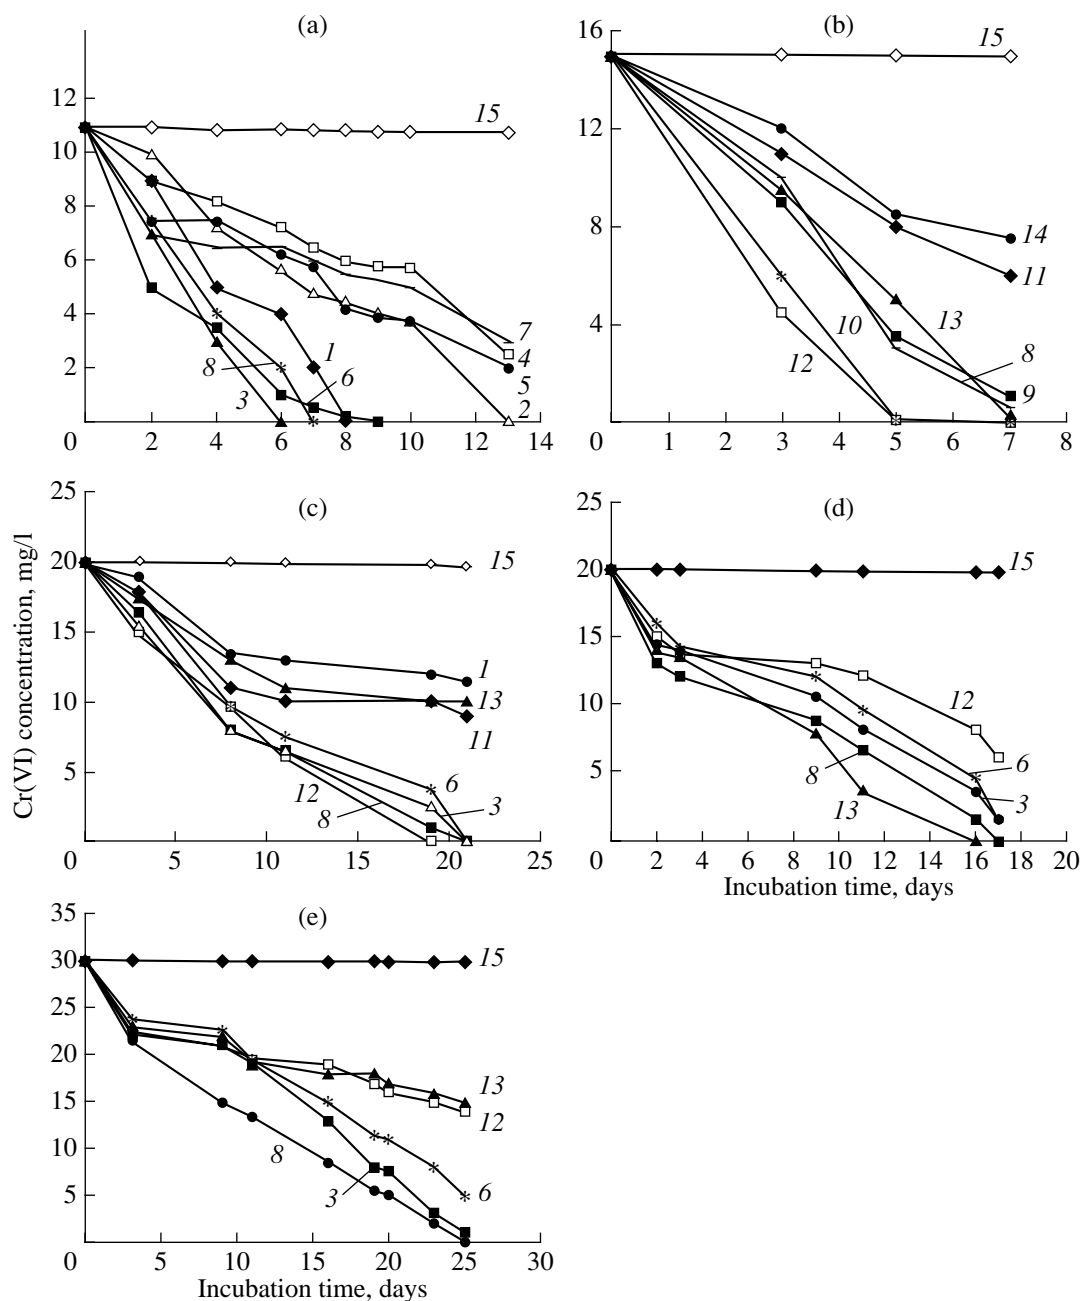 (a) (b)
16 15
12 15
12 14
10
8 11
8
6 13
10
7
4 4
1 12 8
8 6 5 4
2 3 9
2
0 2 4 6 8 10 12 14 0 1 2 3 4 5 6 7 8
Cr(VI) concentration, mg/l
25 (c) 25 (d)
20 15 20 15
15 15
1
13 12
10 11 10
6 6
5 12 3 5 8 3
8 13
0 5 10 15 20 25 0 2 4 6 8 10 12 14 16 18 20
Incubation time, days
35 (e)
30 15
25
20
13
15 12
10 8
6
3
5
0 5 10 15 20 25 30
Incubation time, days